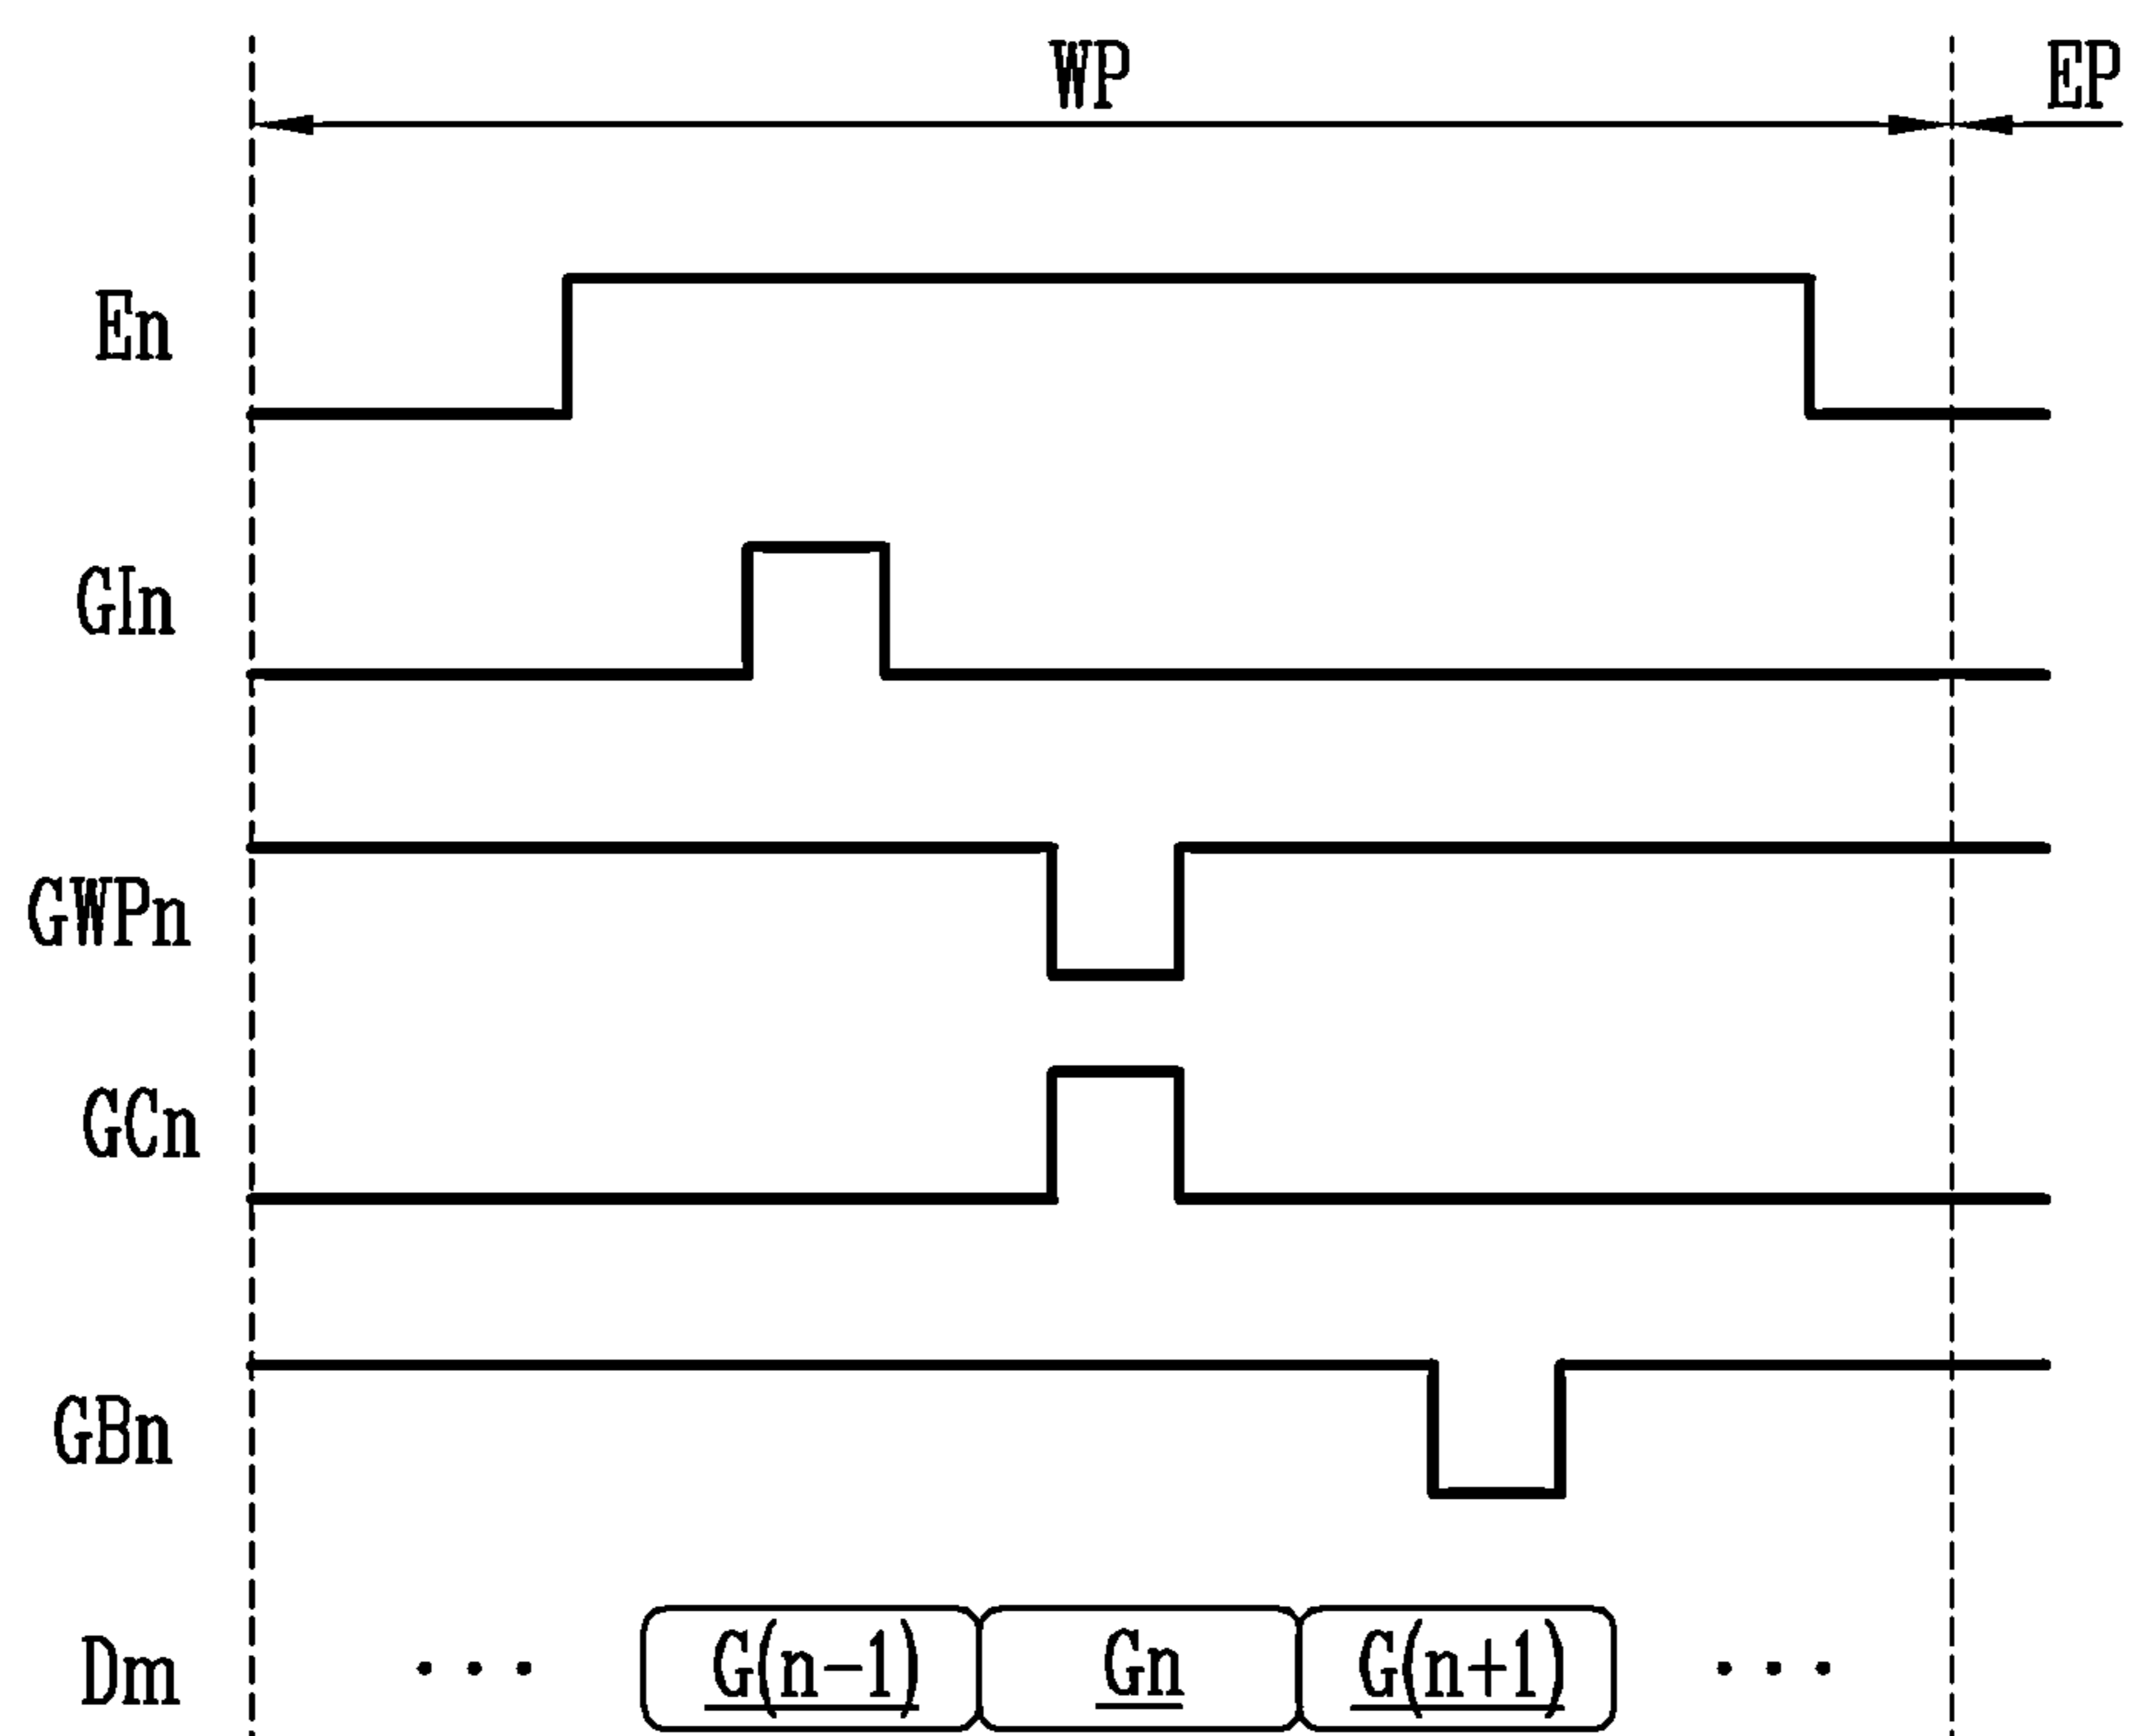 WP EP
En
GIn
GWPn
GCn
GBn
Dm ... G(n-1) Gn G(n+1) ...